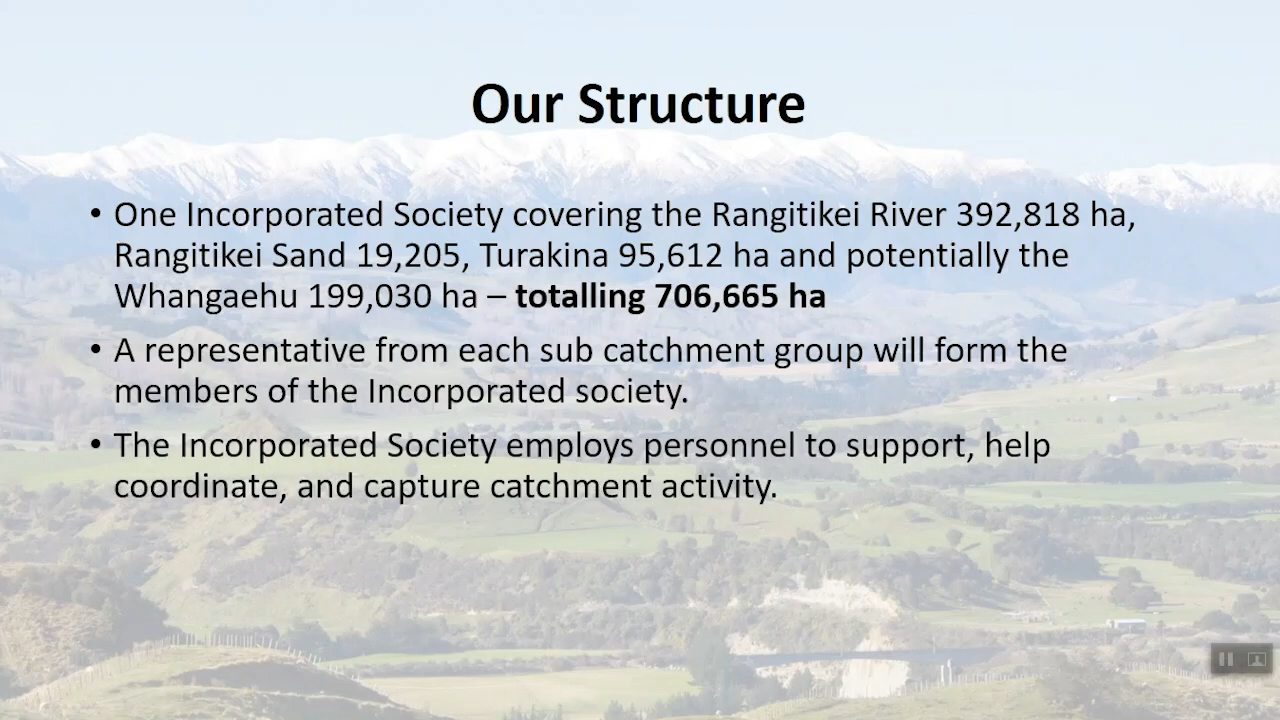 Our Structure
• One Incorporated Society covering the Rangitikei River 392,818 ha,
Rangitikei Sand 19,205, Turakina 95,612 ha and potentially the
Whangaehu 199,030 ha – totalling 706,665 ha
• A representative from each sub catchment group will form the
members of the Incorporated society.
• The Incorporated Society employs personnel to support, help
coordinate, and capture catchment activity.